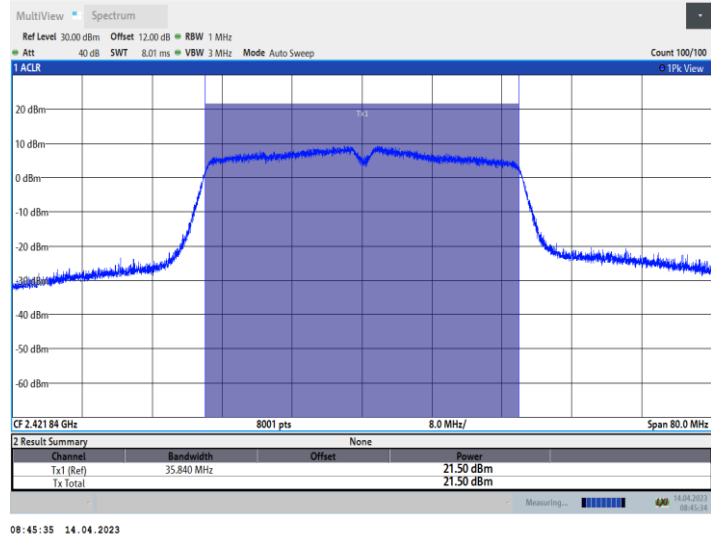 MultiView Spectrum
Ref Level 30.00 dBm Offset 12.00 dB RBW 1 MHz
Att 40 dB SWT 8.01 ms VBW 3 MHz Mode Auto Sweep Count 100/100
1 ACLR 1Pk View
Tx1
20 dBm
10 dBm
0 dBm
-10 dBm
-20 dBm
-30 dBm
-40 dBm
-50 dBm
-60 dBm
CF 2.421 84 GHz 8001 pts 8.0 MHz/ Span 80.0 MHz
2 Result Summary None
Channel Bandwidth Offset Power
Tx1 (Ref) 35.840 MHz 21.50 dBm
Tx Total 21.50 dBm
Measuring... 14.04.2023
08:45:34
08:45:35 14.04.2023